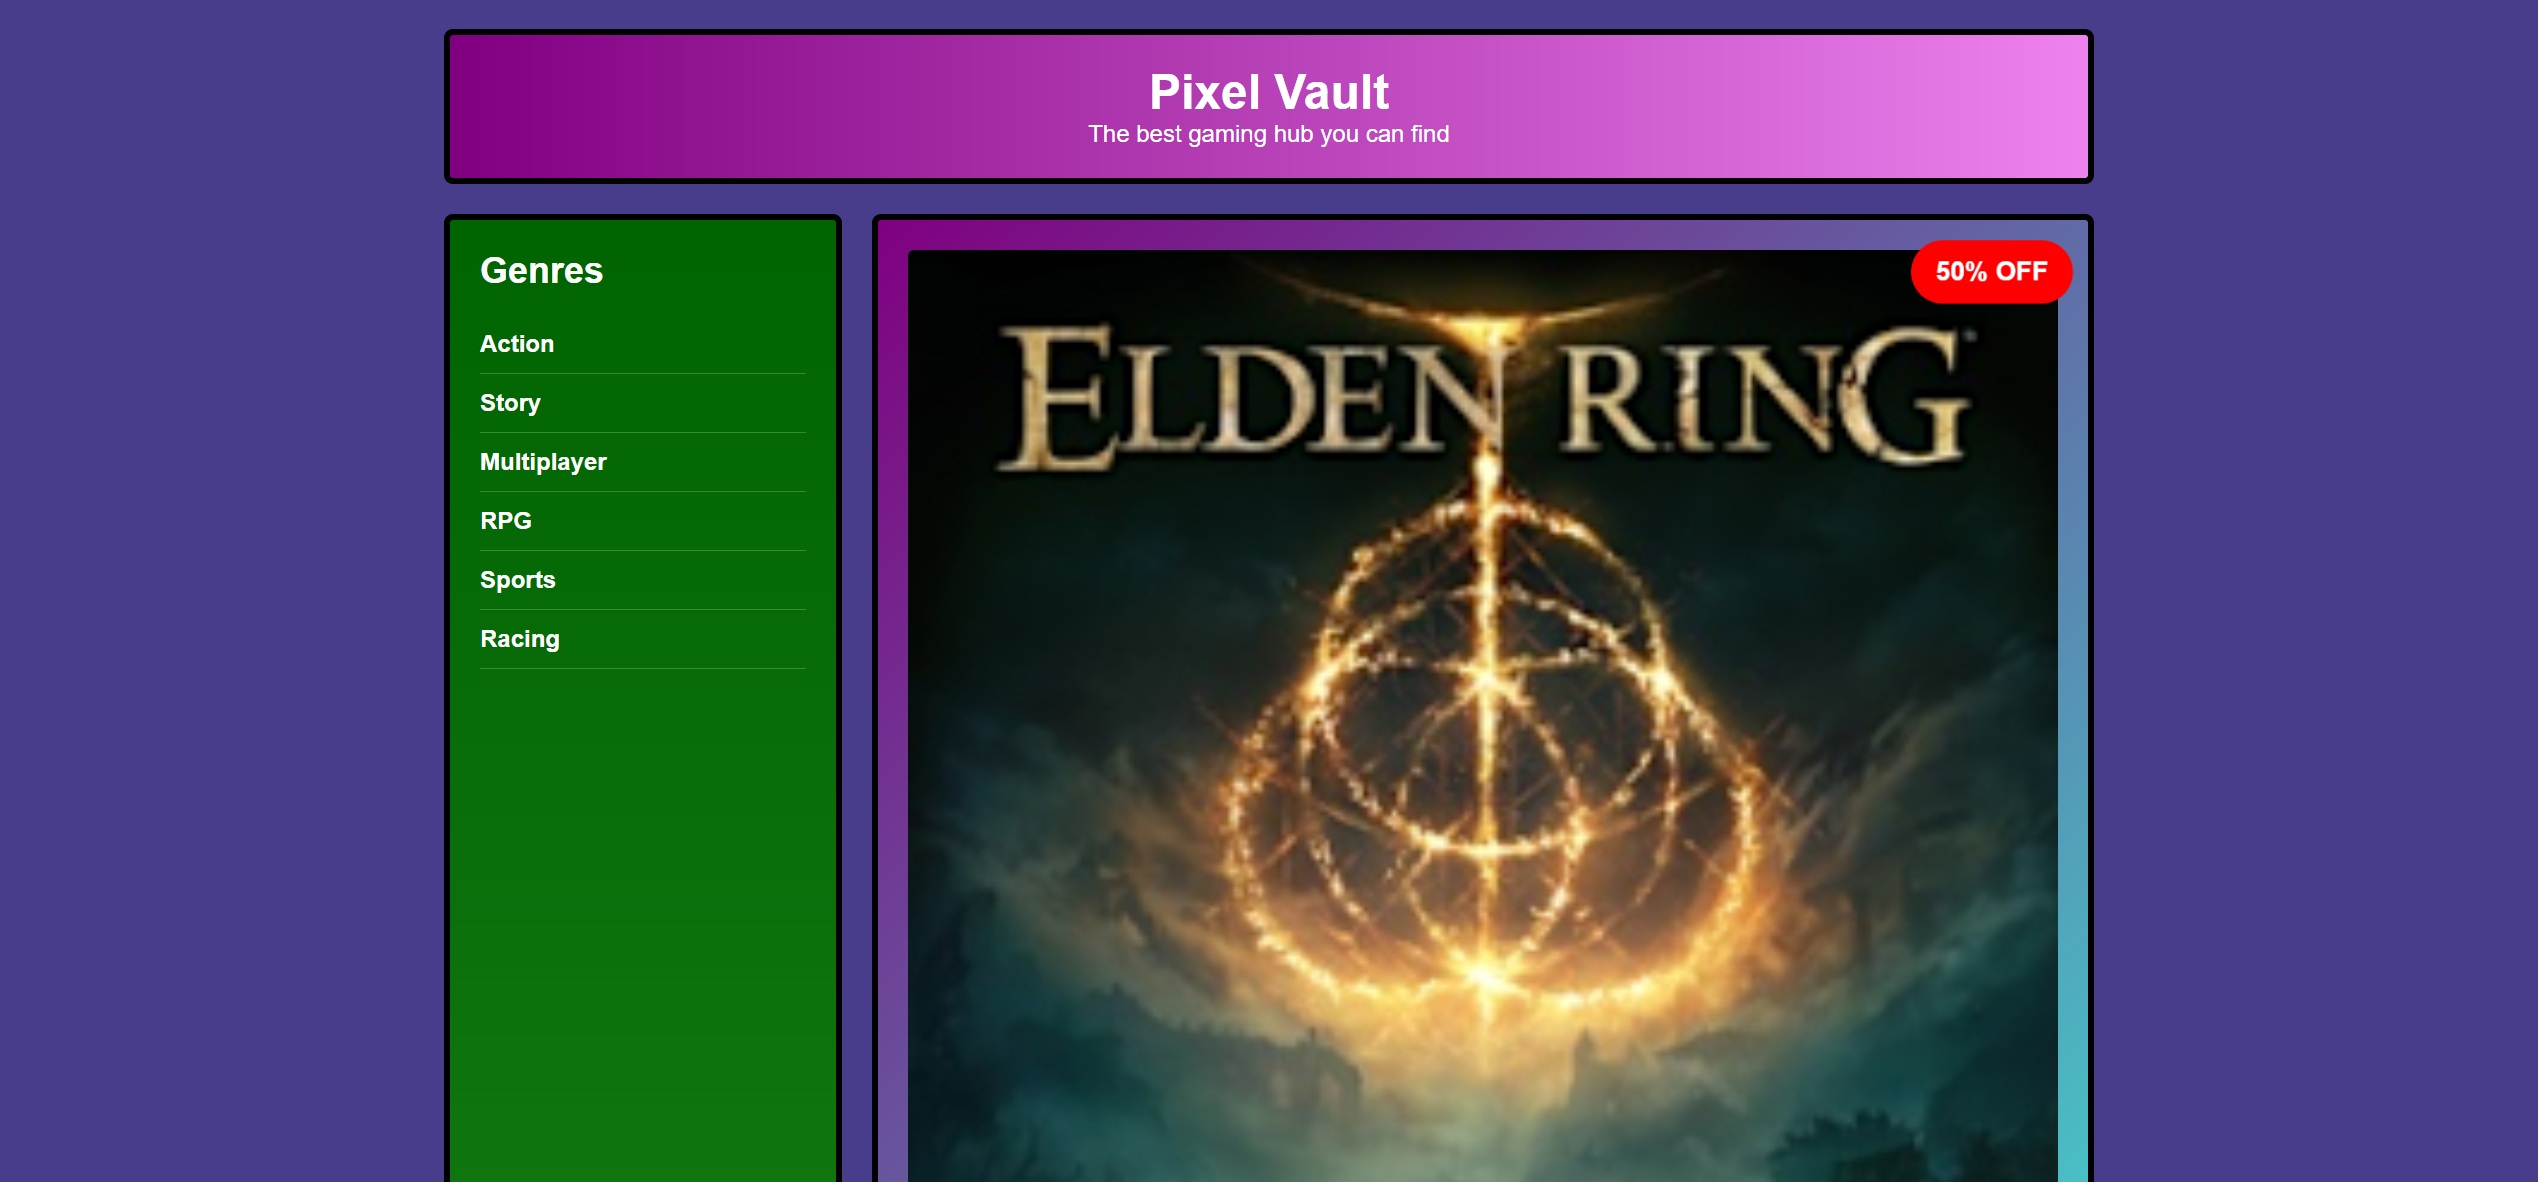 Pixel Vault
The best gaming hub you can find
Genres
Action
Story
Multiplayer
RPG
Sports
Racing
50% OFF
ELDEN RING